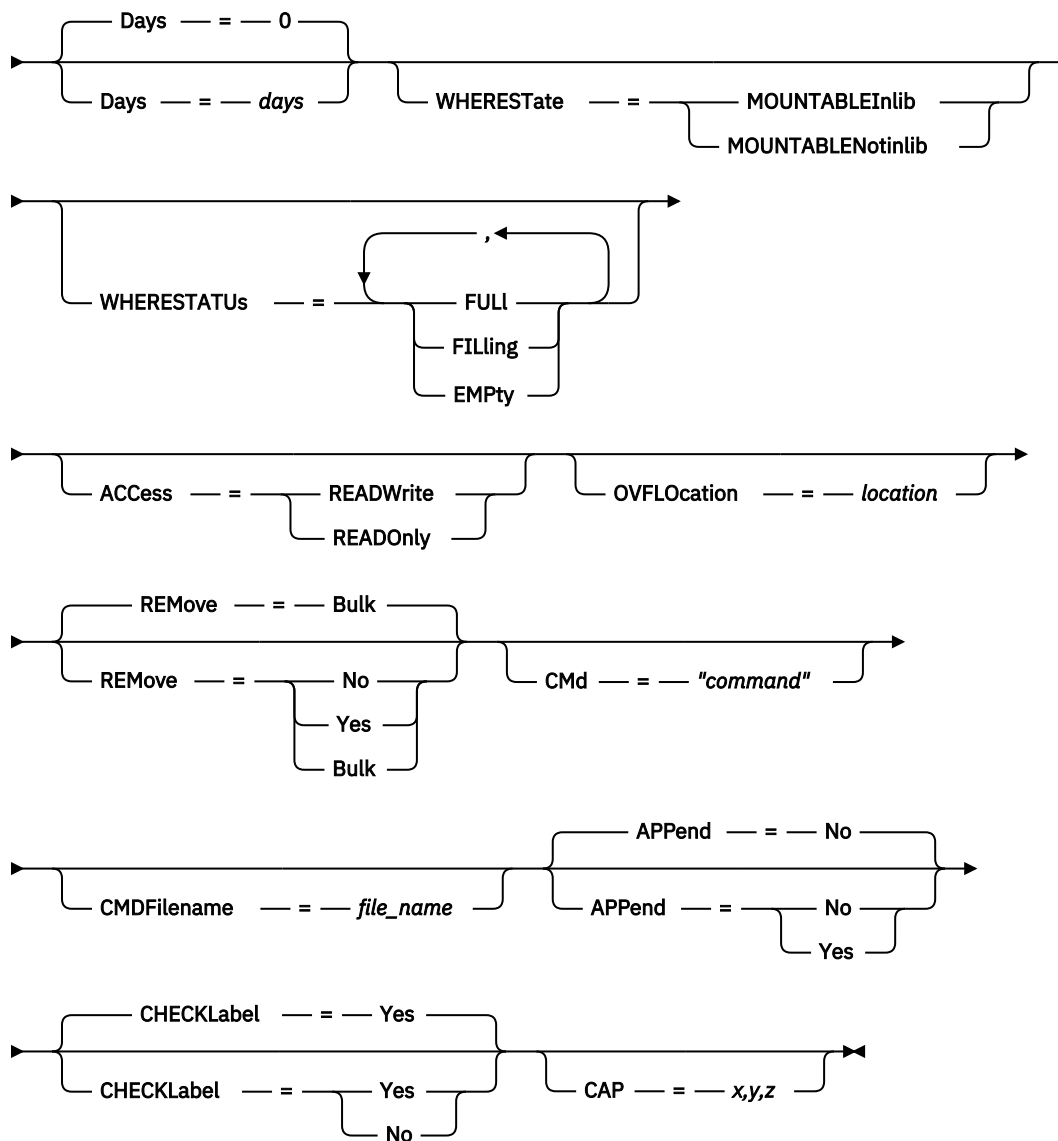 Days = 0
Days = days
WHERESTate = MOUNTABLEInlib
MOUNTABLENotinlib
,
WHERESTATUs = FULl
FILling
EMPty
ACCess = READWrite
READOnly
OVFLOcation = location
REMove = Bulk
REMove = No
Yes
Bulk
CMd = "command"
CMDFilename = file_name
APPend = No
APPend = No
Yes
CHECKLabel = Yes
CHECKLabel = Yes
No
CAP = x,y,z